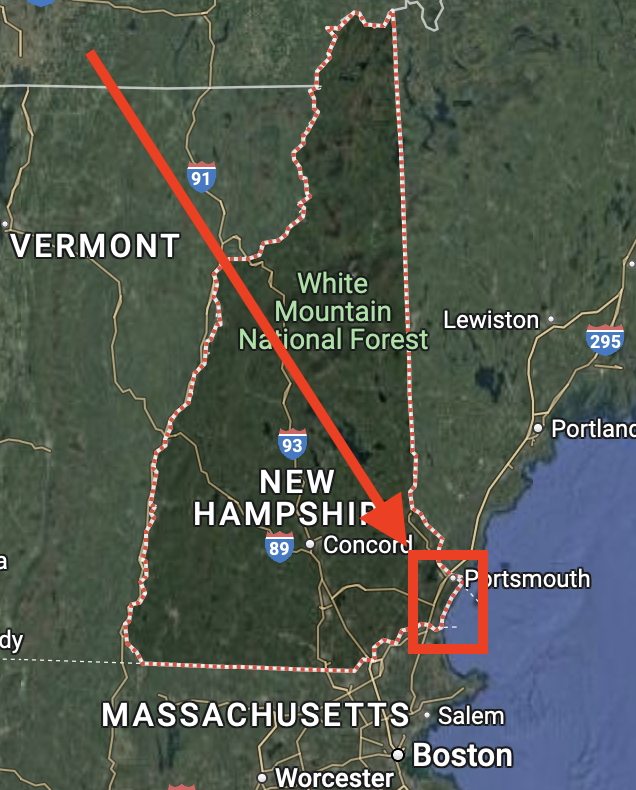 91
VERMONT
White
Mountain
National Forest
Lewiston
295
Portland
93
NEW
HAMPSHIR
89
Concord
a
Portsmouth
dy
MASSACHUSETTS
Salem
Boston
Worcester